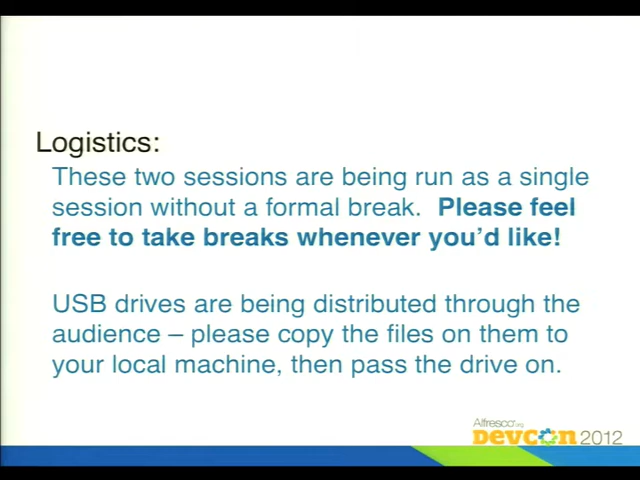 Logistics:
These two sessions are being run as a single
session without a formal break.  Please feel
free to take breaks whenever you'd like!
USB drives are being distributed through the
audience – please copy the files on them to
your local machine, then pass the drive on.
Alfresco.org
DEVCON 2012